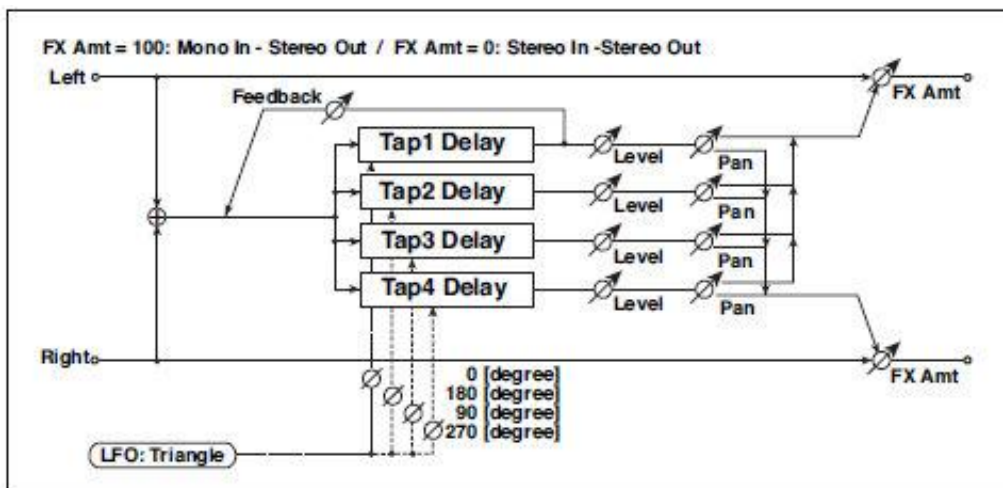 FX Amt = 100: Mono In - Stereo Out / FX Amt = 0: Stereo In -Stereo Out
Left
FX Amt
Feedback
Tap1 Delay
Level
Pan
Tap2 Delay
Level
Pan
Tap3 Delay
Level
Pan
Tap4 Delay
Level
Pan
Right
FX Amt
0 [degree]
180 [degree]
90 [degree]
270 [degree]
LFO: Triangle